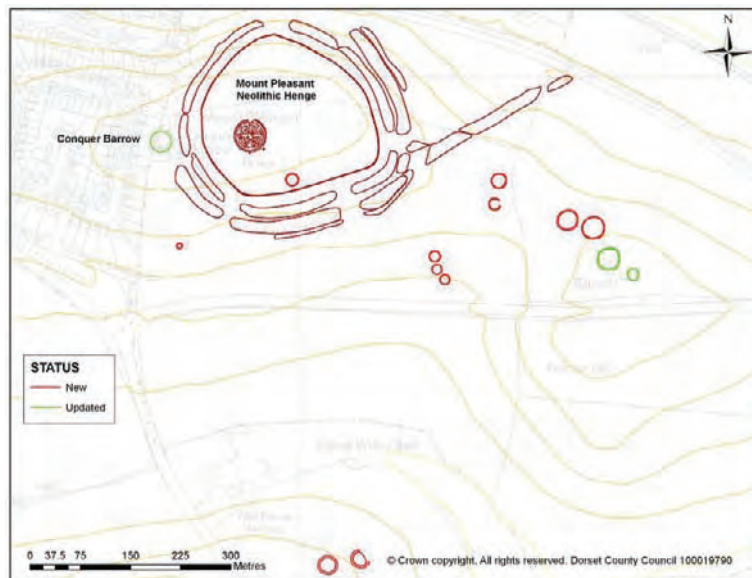 N
Mount Pleasant
Neolithic Henge
Conquer Barrow
STATUS
New
Updated
0 37.5 75 150 225 300
Metres
© Crown copyright. All rights reserved. Dorset County Council 100019790